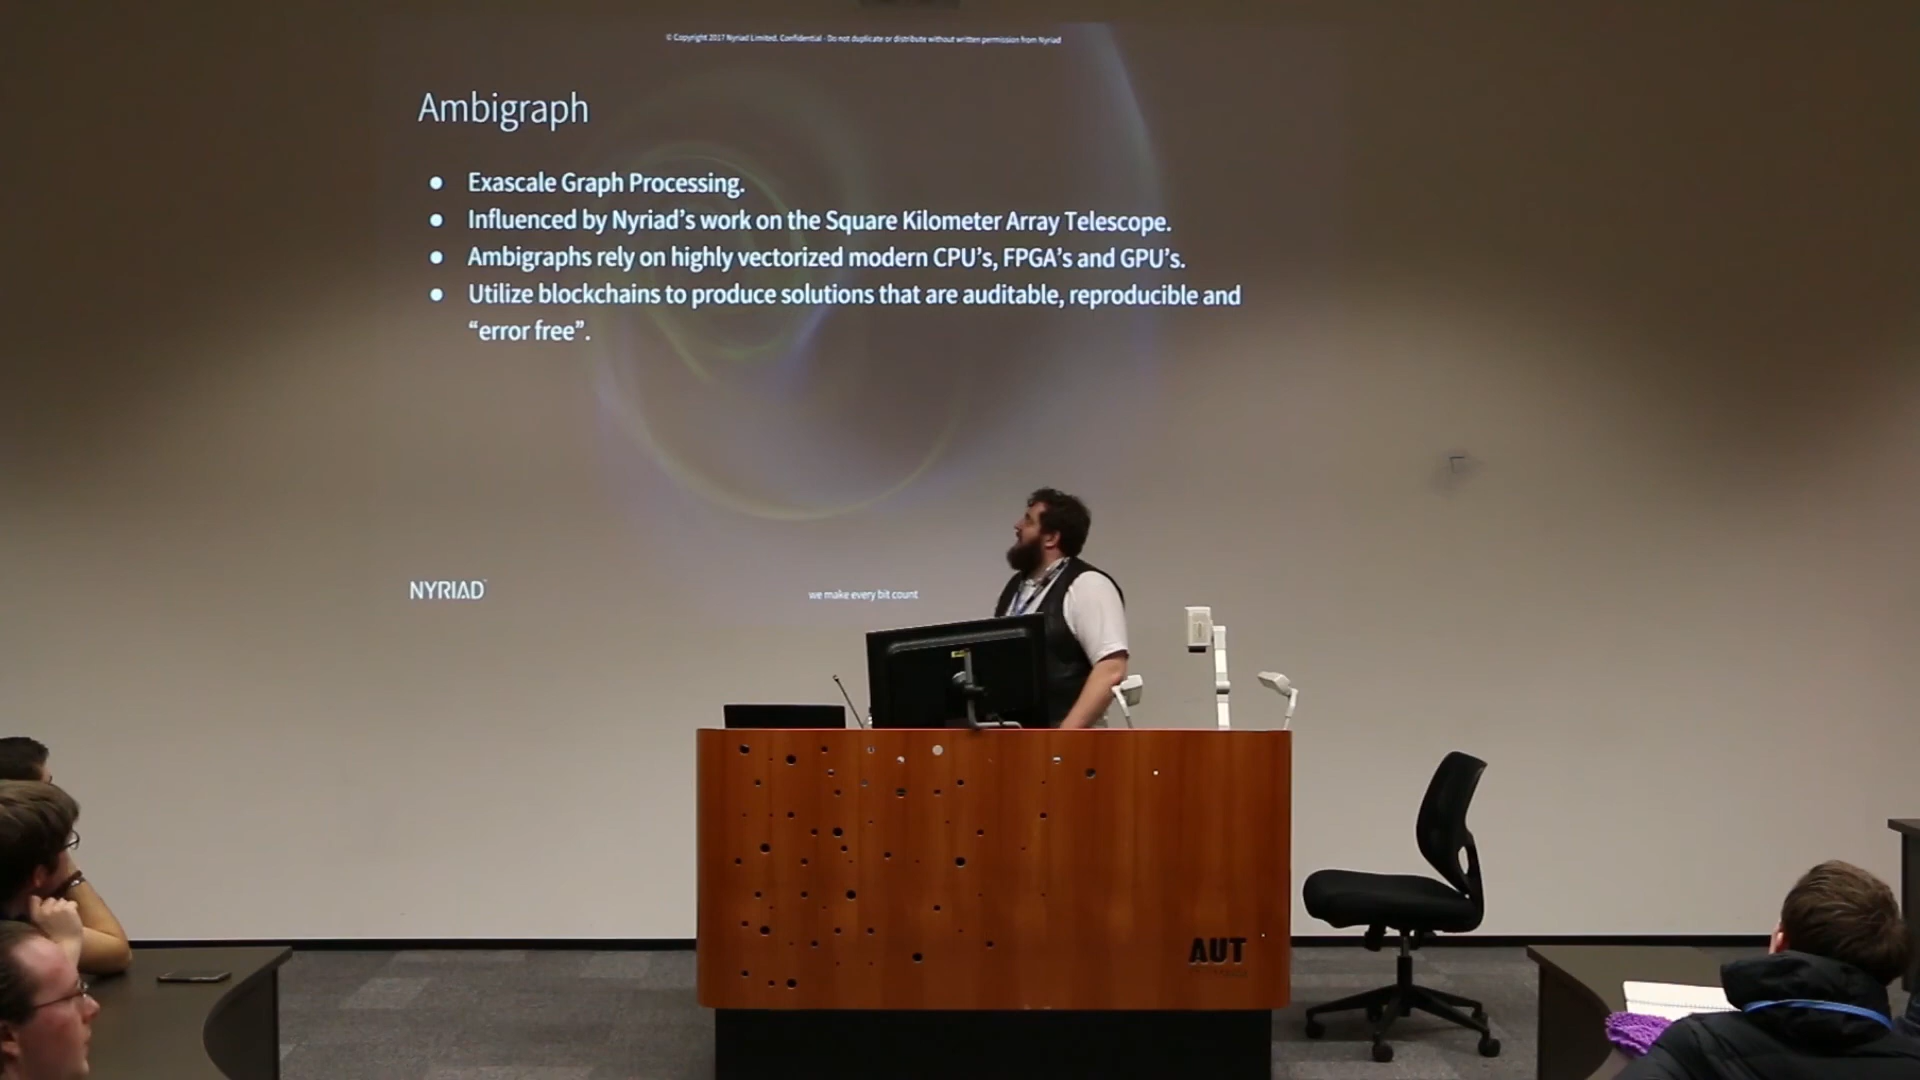 © Copyright 2017 Nyriad Limited. Confidential - Do not duplicate or distribute without written permission from Nyriad
Ambigraph
● Exascale Graph Processing.
● Influenced by Nyriad's work on the Square Kilometer Array Telescope.
● Ambigraphs rely on highly vectorized modern CPU's, FPGA's and GPU's.
● Utilize blockchains to produce solutions that are auditable, reproducible and
“error free”.
NYRIAD
we make every bit count
AUT